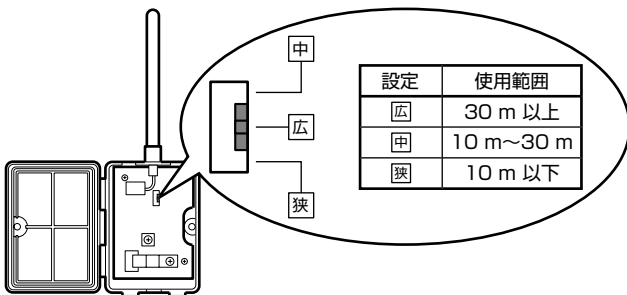 中
広
狭
設定 使用範囲
広 30 m 以上
中 10 m～30 m
狭 10 m 以下